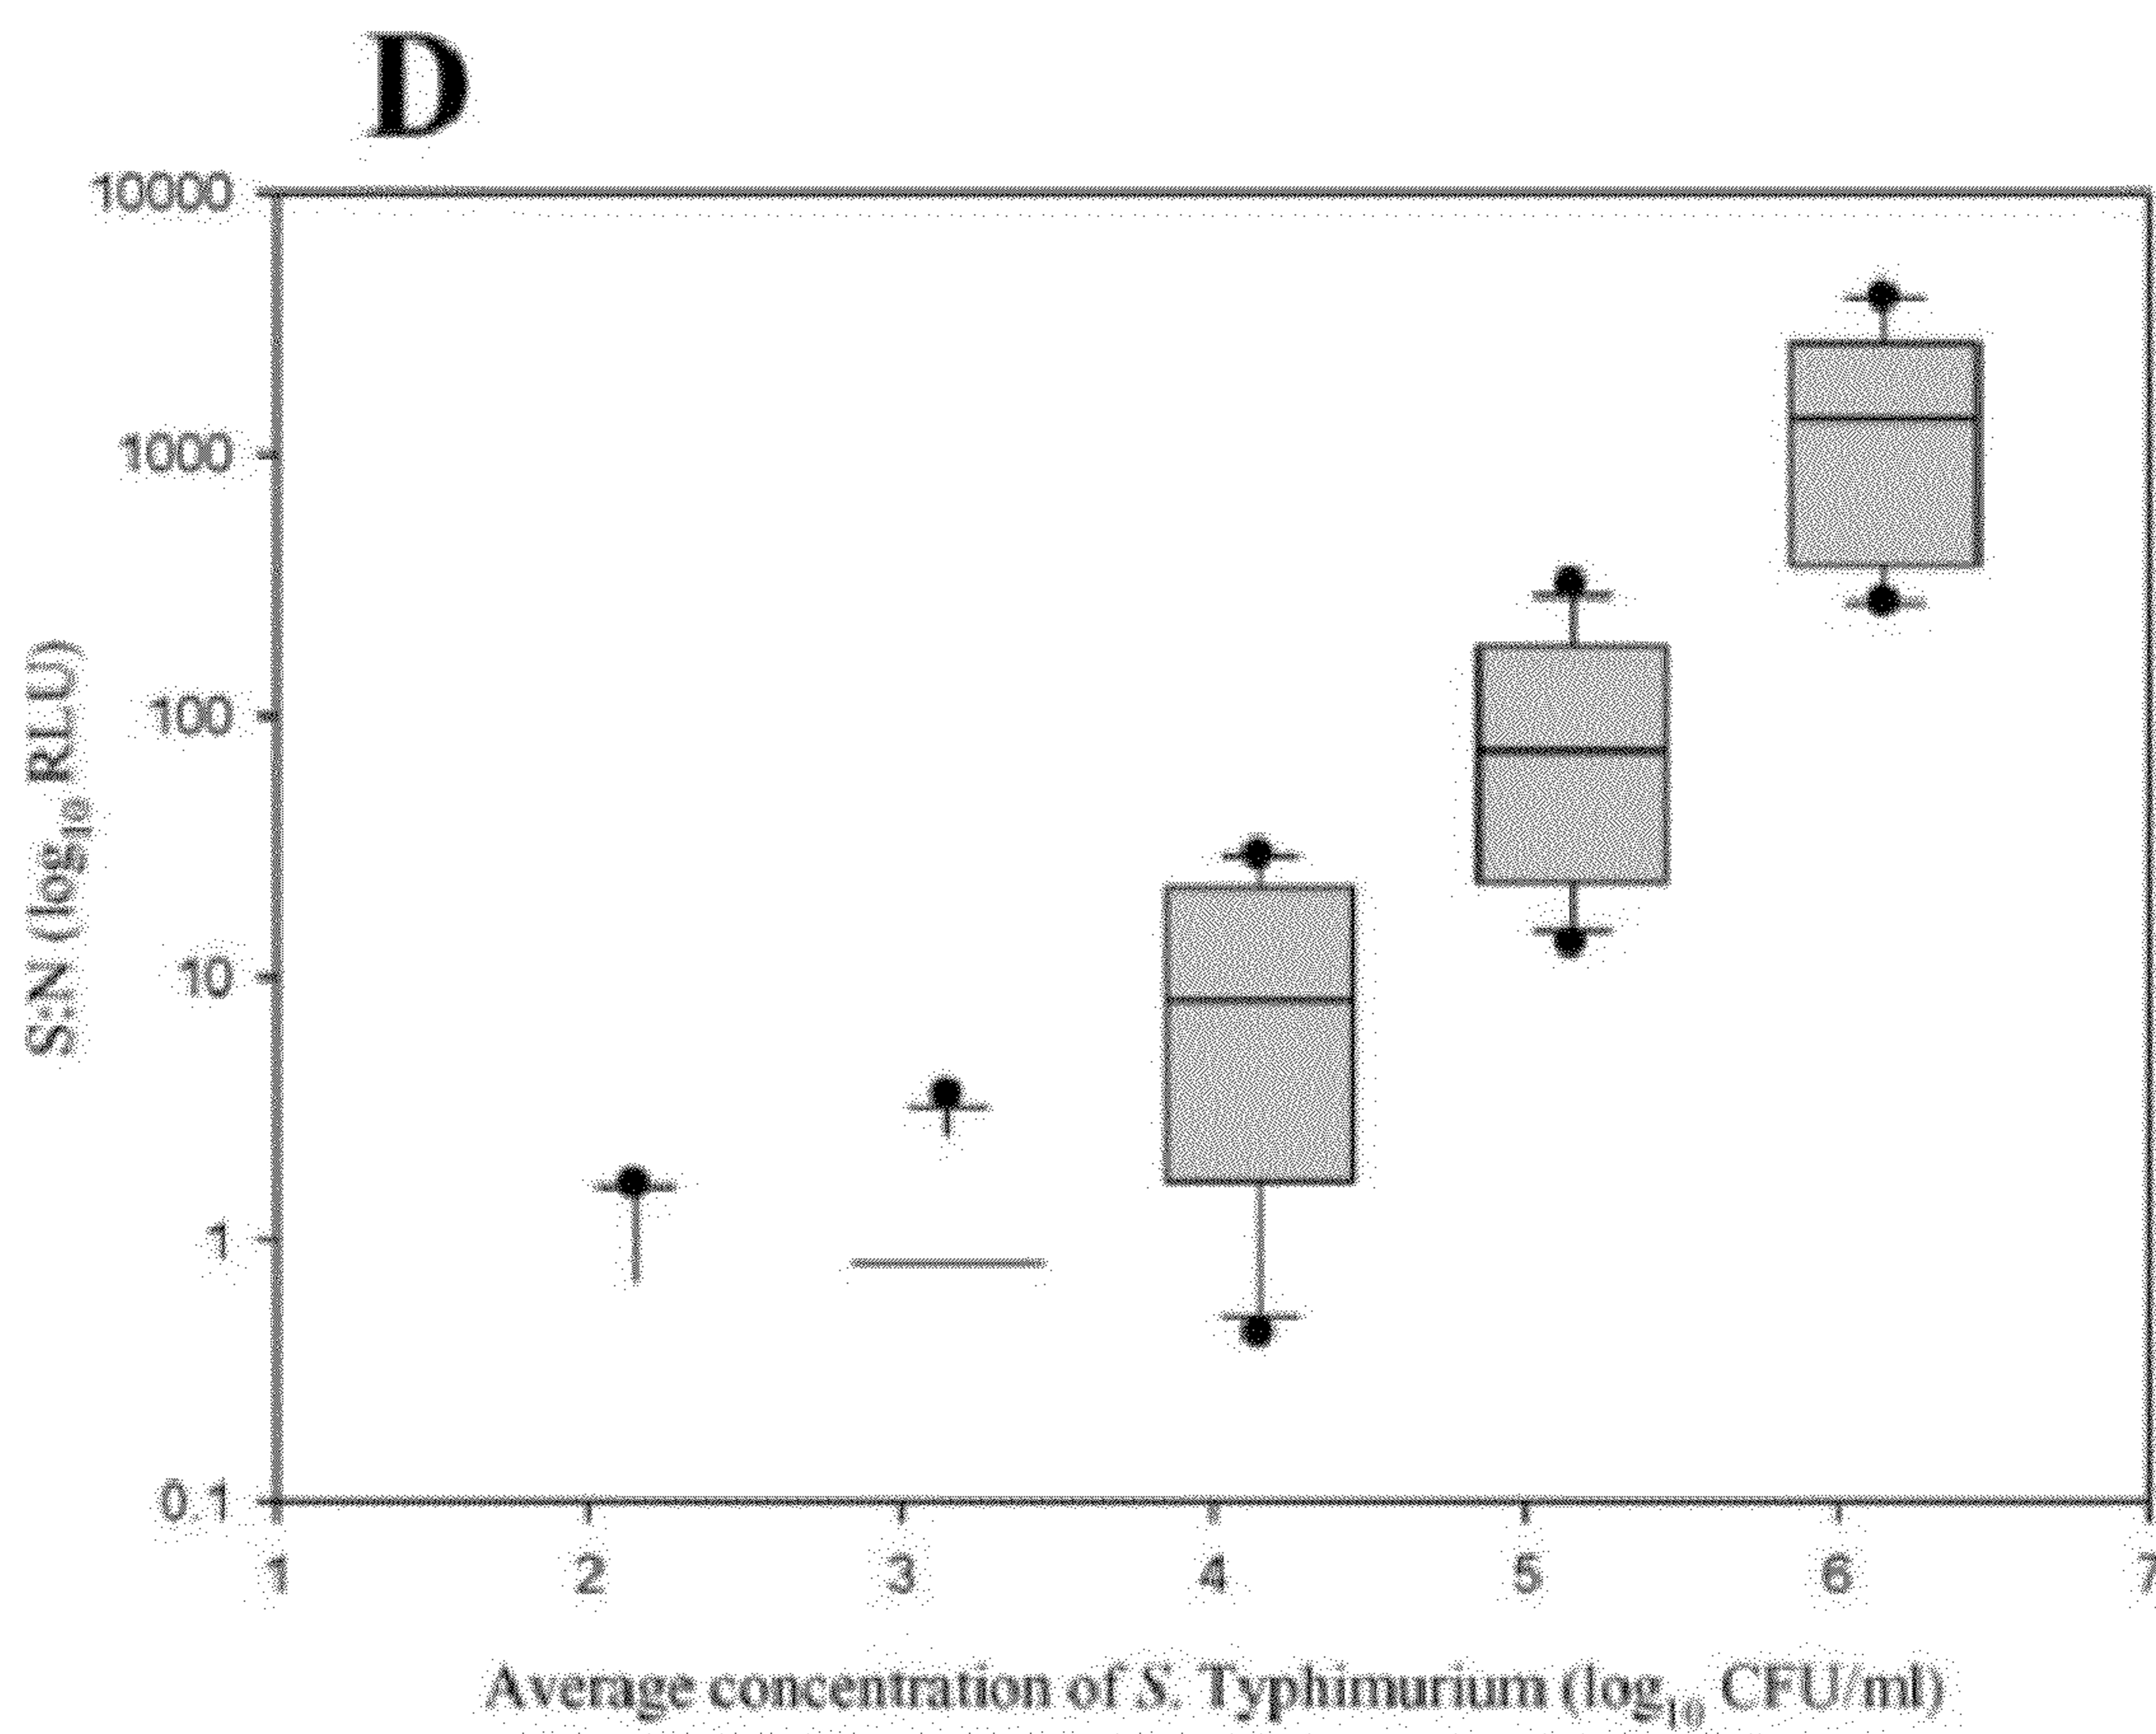 D
10000
1000
100
10
1
0.1
S:N (log10 RLU)
1 2 3 4 5 6 7
Average concentration of S. Typhimurium (log10 CFU/ml)